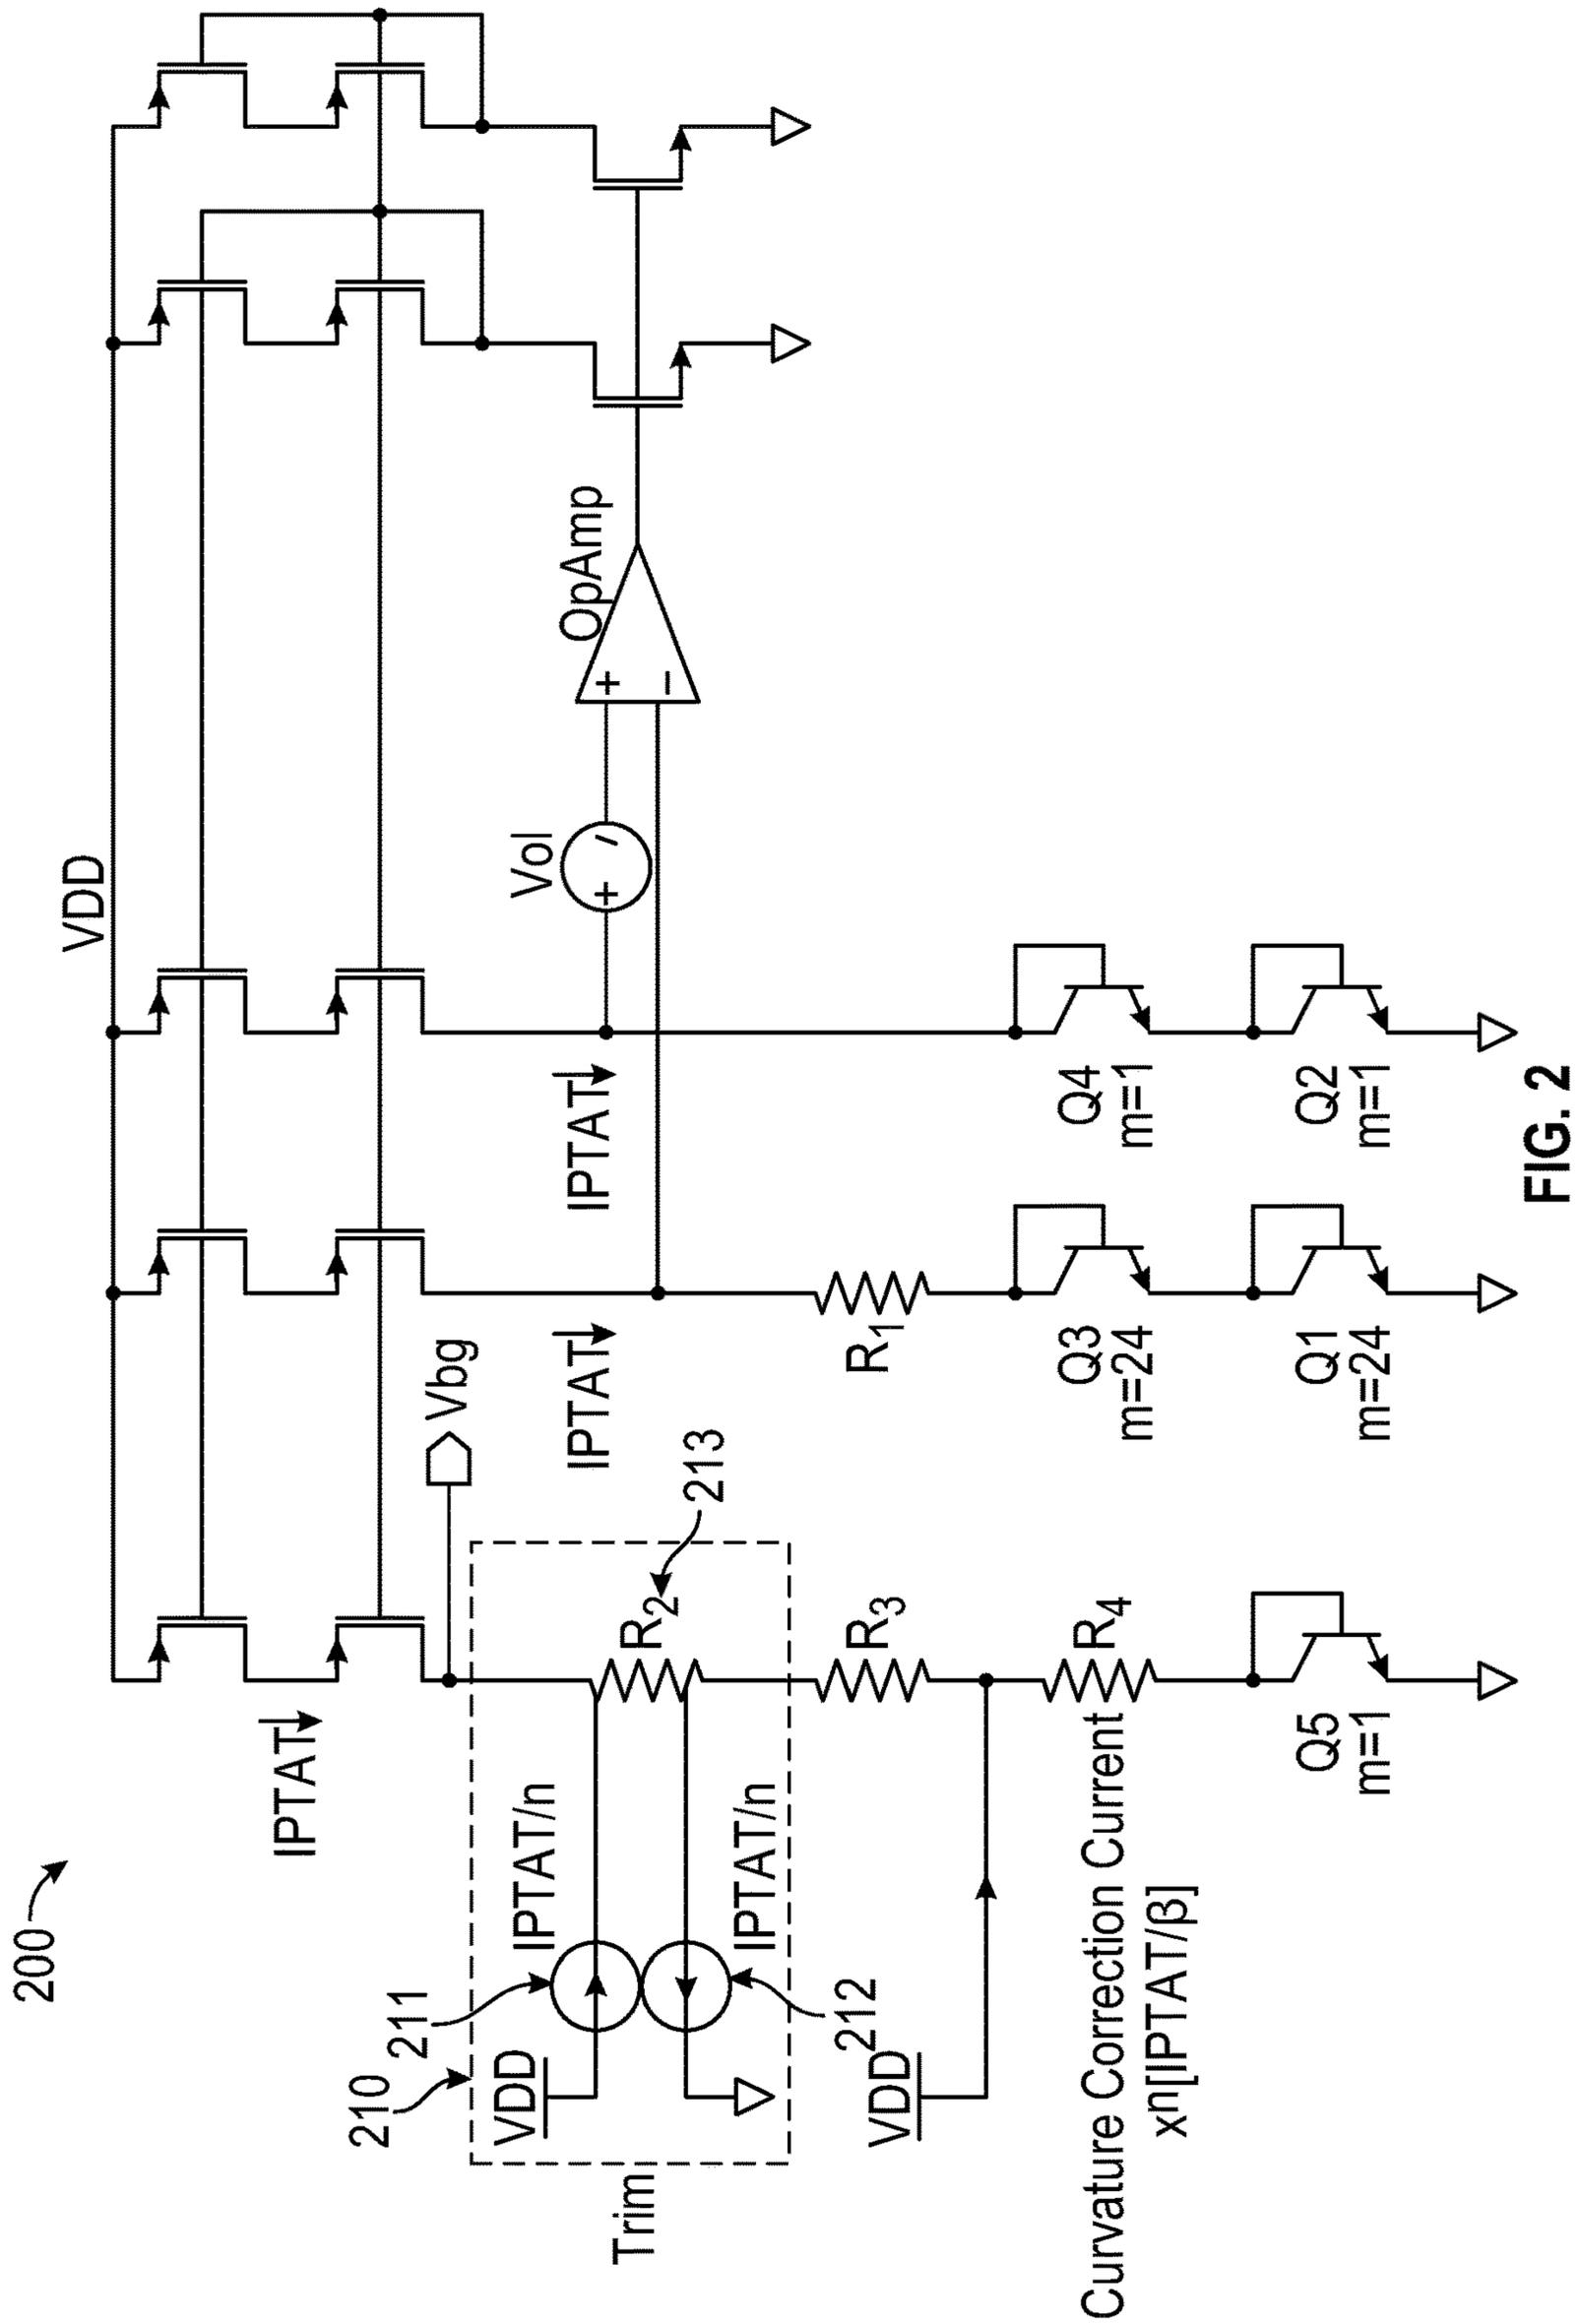 200
VDD
IPTAT
Vbg
210
211
Trim
VDD
IPTAT/n
IPTAT/n
212
R2
213
IPTAT
IPTAT
Vol
+ -
OpAmp
+
-
VDD
R3
R1
Curvature Correction Current
xn[IPTAT/β]
R4
Q3
m=24
Q4
m=1
Q5
m=1
Q1
m=24
Q2
m=1
FIG. 2